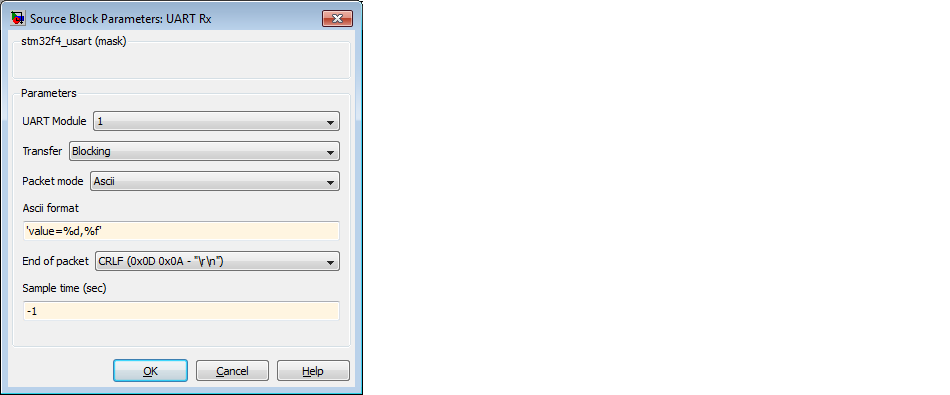 Source Block Parameters: UART Rx
stm32f4_usart (mask)
Parameters
UART Module 1
Transfer Blocking
Packet mode Ascii
Ascii format
'value=%d,%f'
End of packet CRLF (0x0D 0x0A - "\r\n")
Sample time (sec)
-1
OK Cancel Help